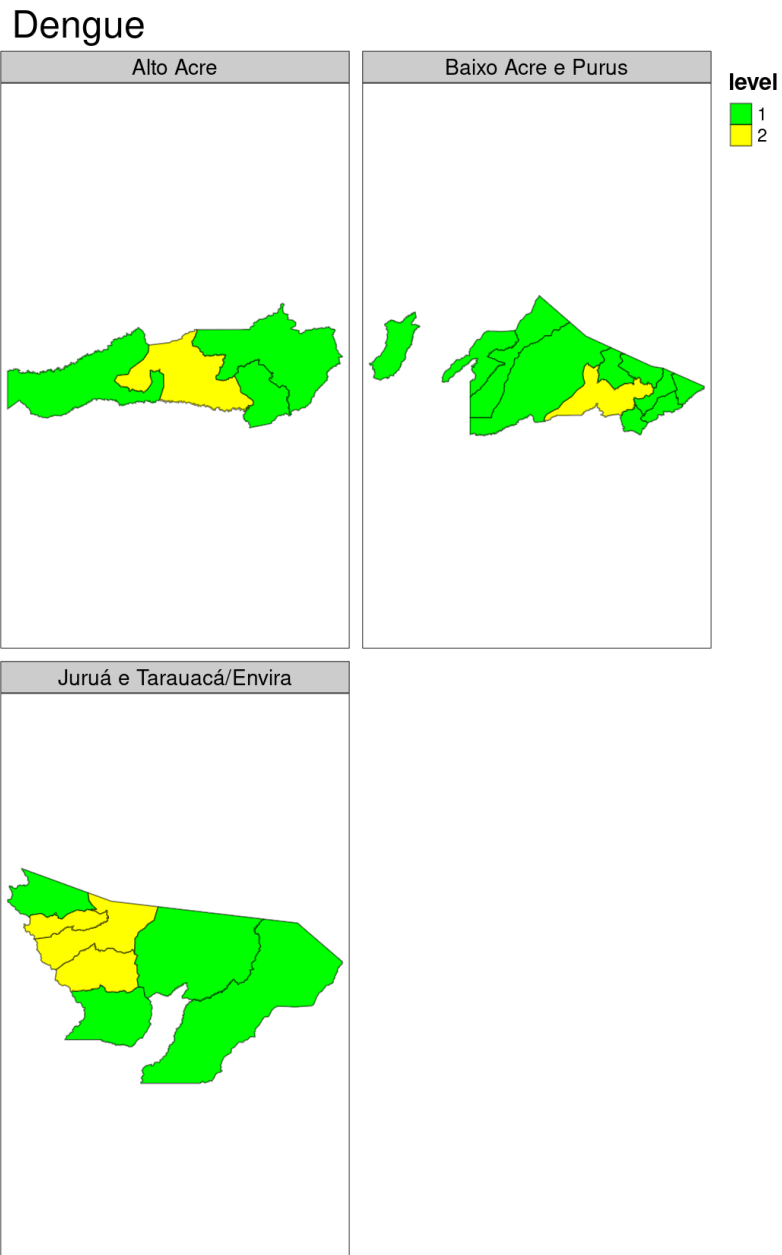 Dengue
Alto Acre
Baixo Acre e Purus
level
1
2
Juruá e Tarauacá/Envira